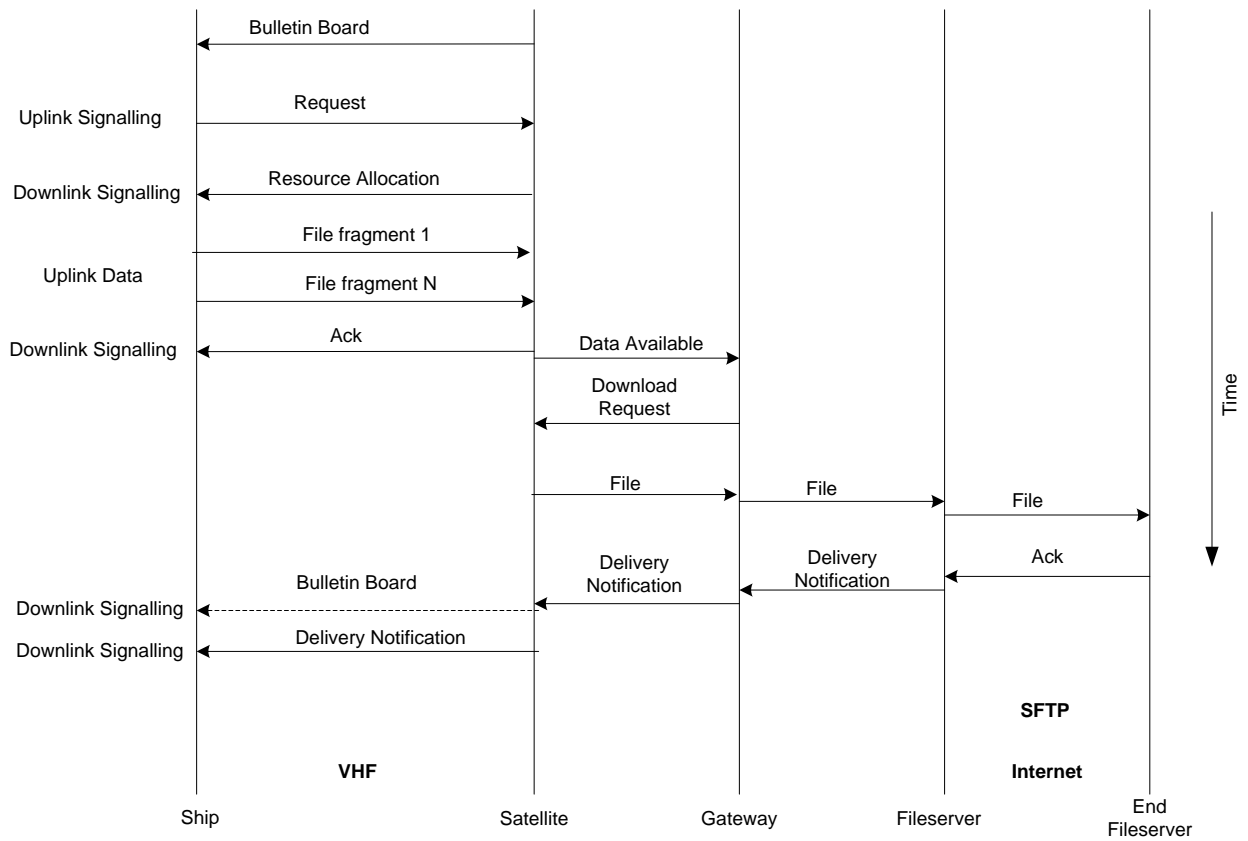 Bulletin Board
Request
Uplink Signalling
Resource Allocation
Downlink Signalling
File fragment 1
Uplink Data
File fragment N
Ack
Downlink Signalling
Data Available
Download
Request
Time
File
File
File
Ack
Delivery
Notification
Delivery
Notification
Bulletin Board
Downlink Signalling
Delivery Notification
Downlink Signalling
SFTP
VHF
Internet
Ship
Satellite
Gateway
Fileserver
End
Fileserver